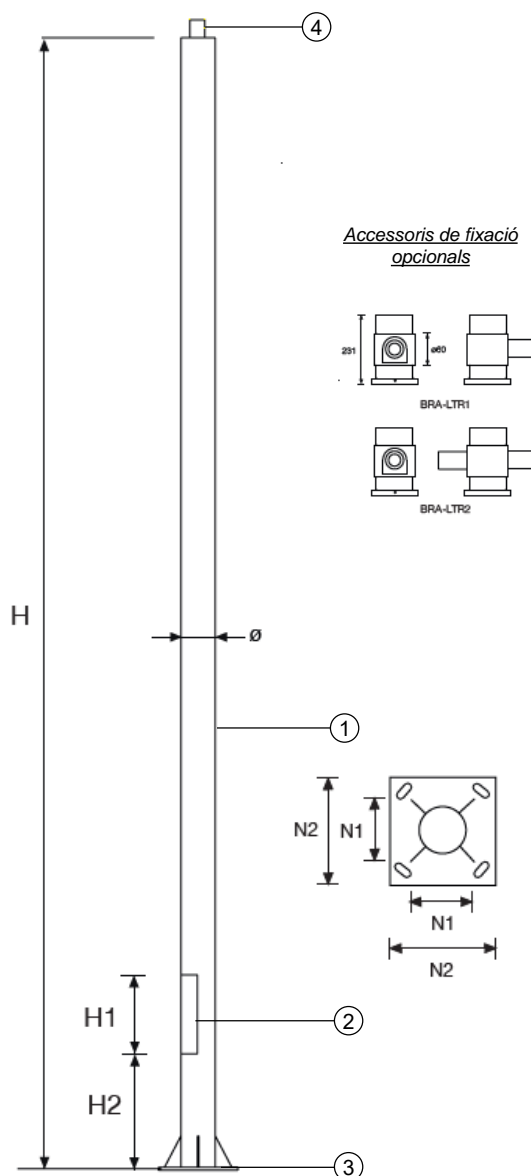 4
Accessoris de fixació
opcionals
231
ø60
BRA-LTR1
BRA-LTR2
H
ø
1
N2
N1
N1
N2
H1
2
H2
3